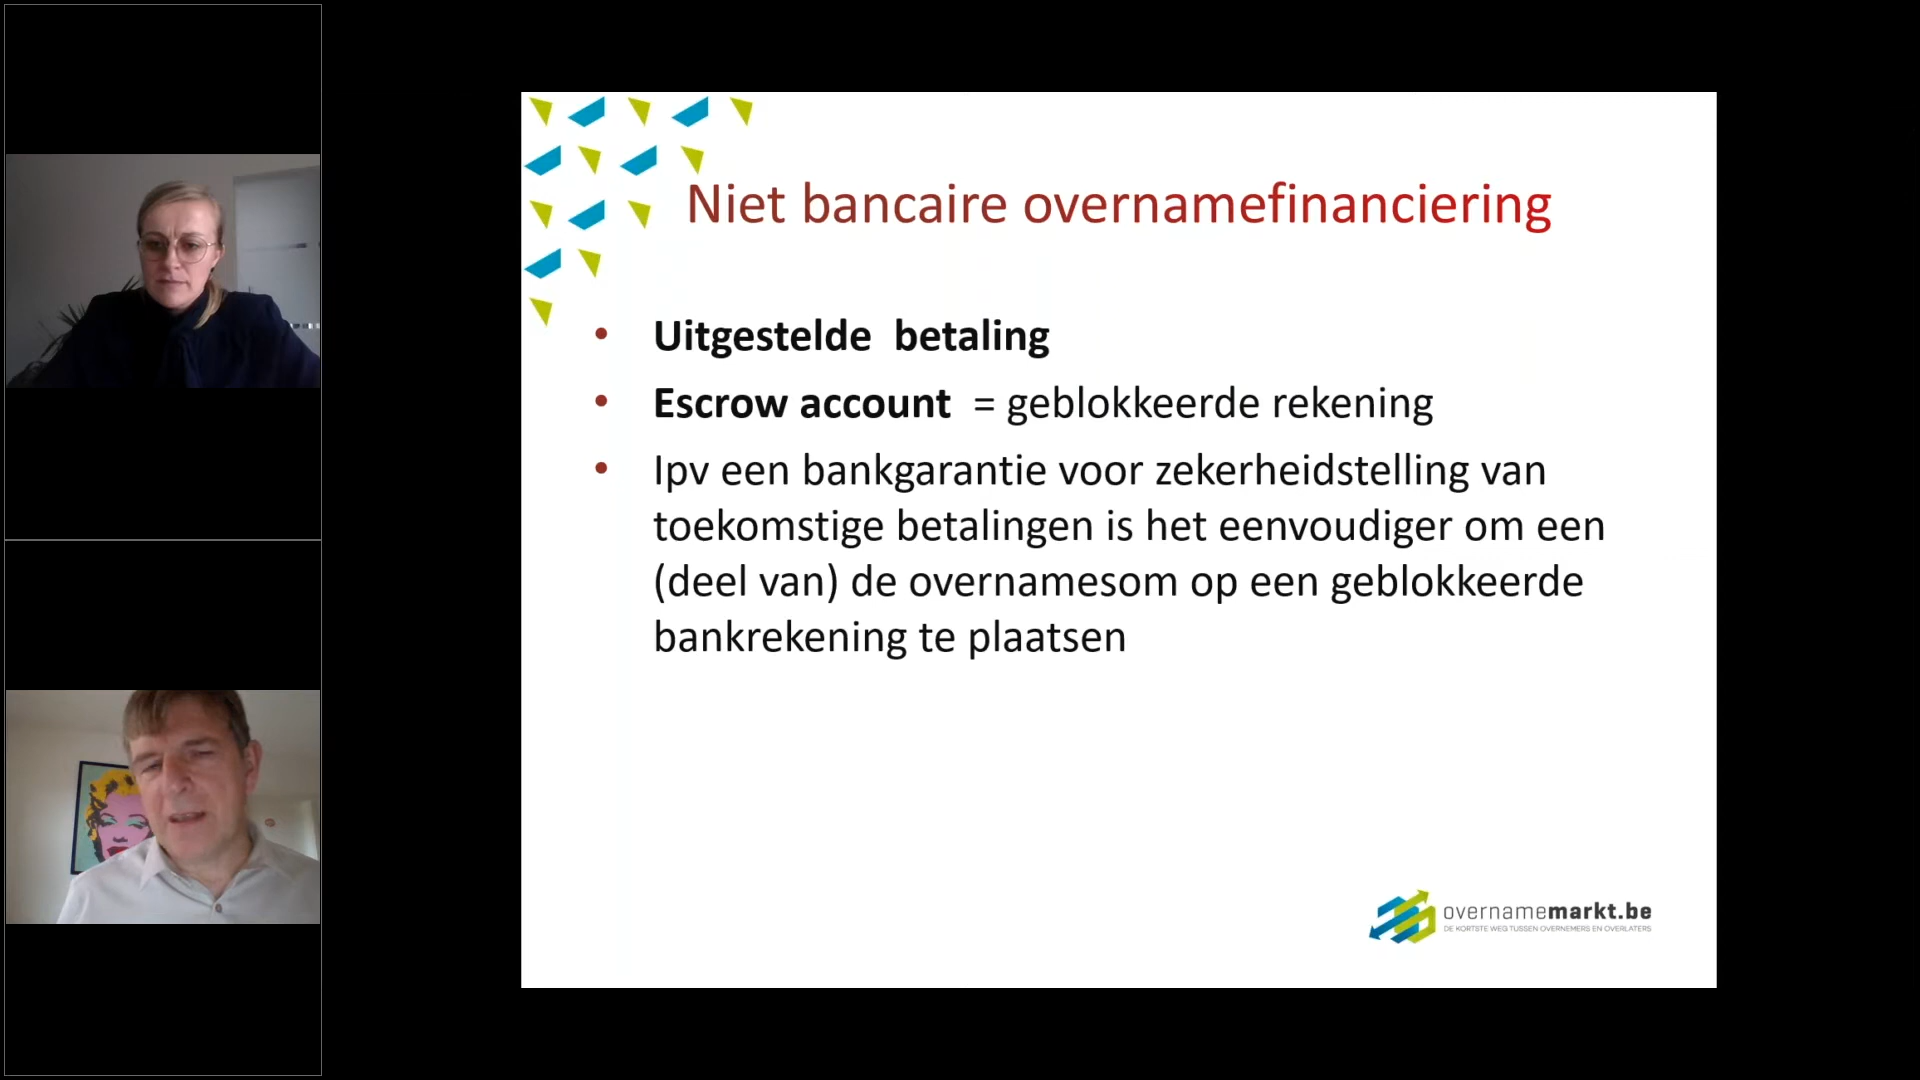 Niet bancaire overnamefinanciering
• Uitgestelde  betaling
• Escrow account  = geblokkeerde rekening
• Ipv een bankgarantie voor zekerheidstelling van
toekomstige betalingen is het eenvoudiger om een
(deel van) de overnamesom op een geblokkeerde
bankrekening te plaatsen
overnamemarkt.be
DE KORTSTE WEG TUSSEN OVERNEMERS EN OVERLATERS